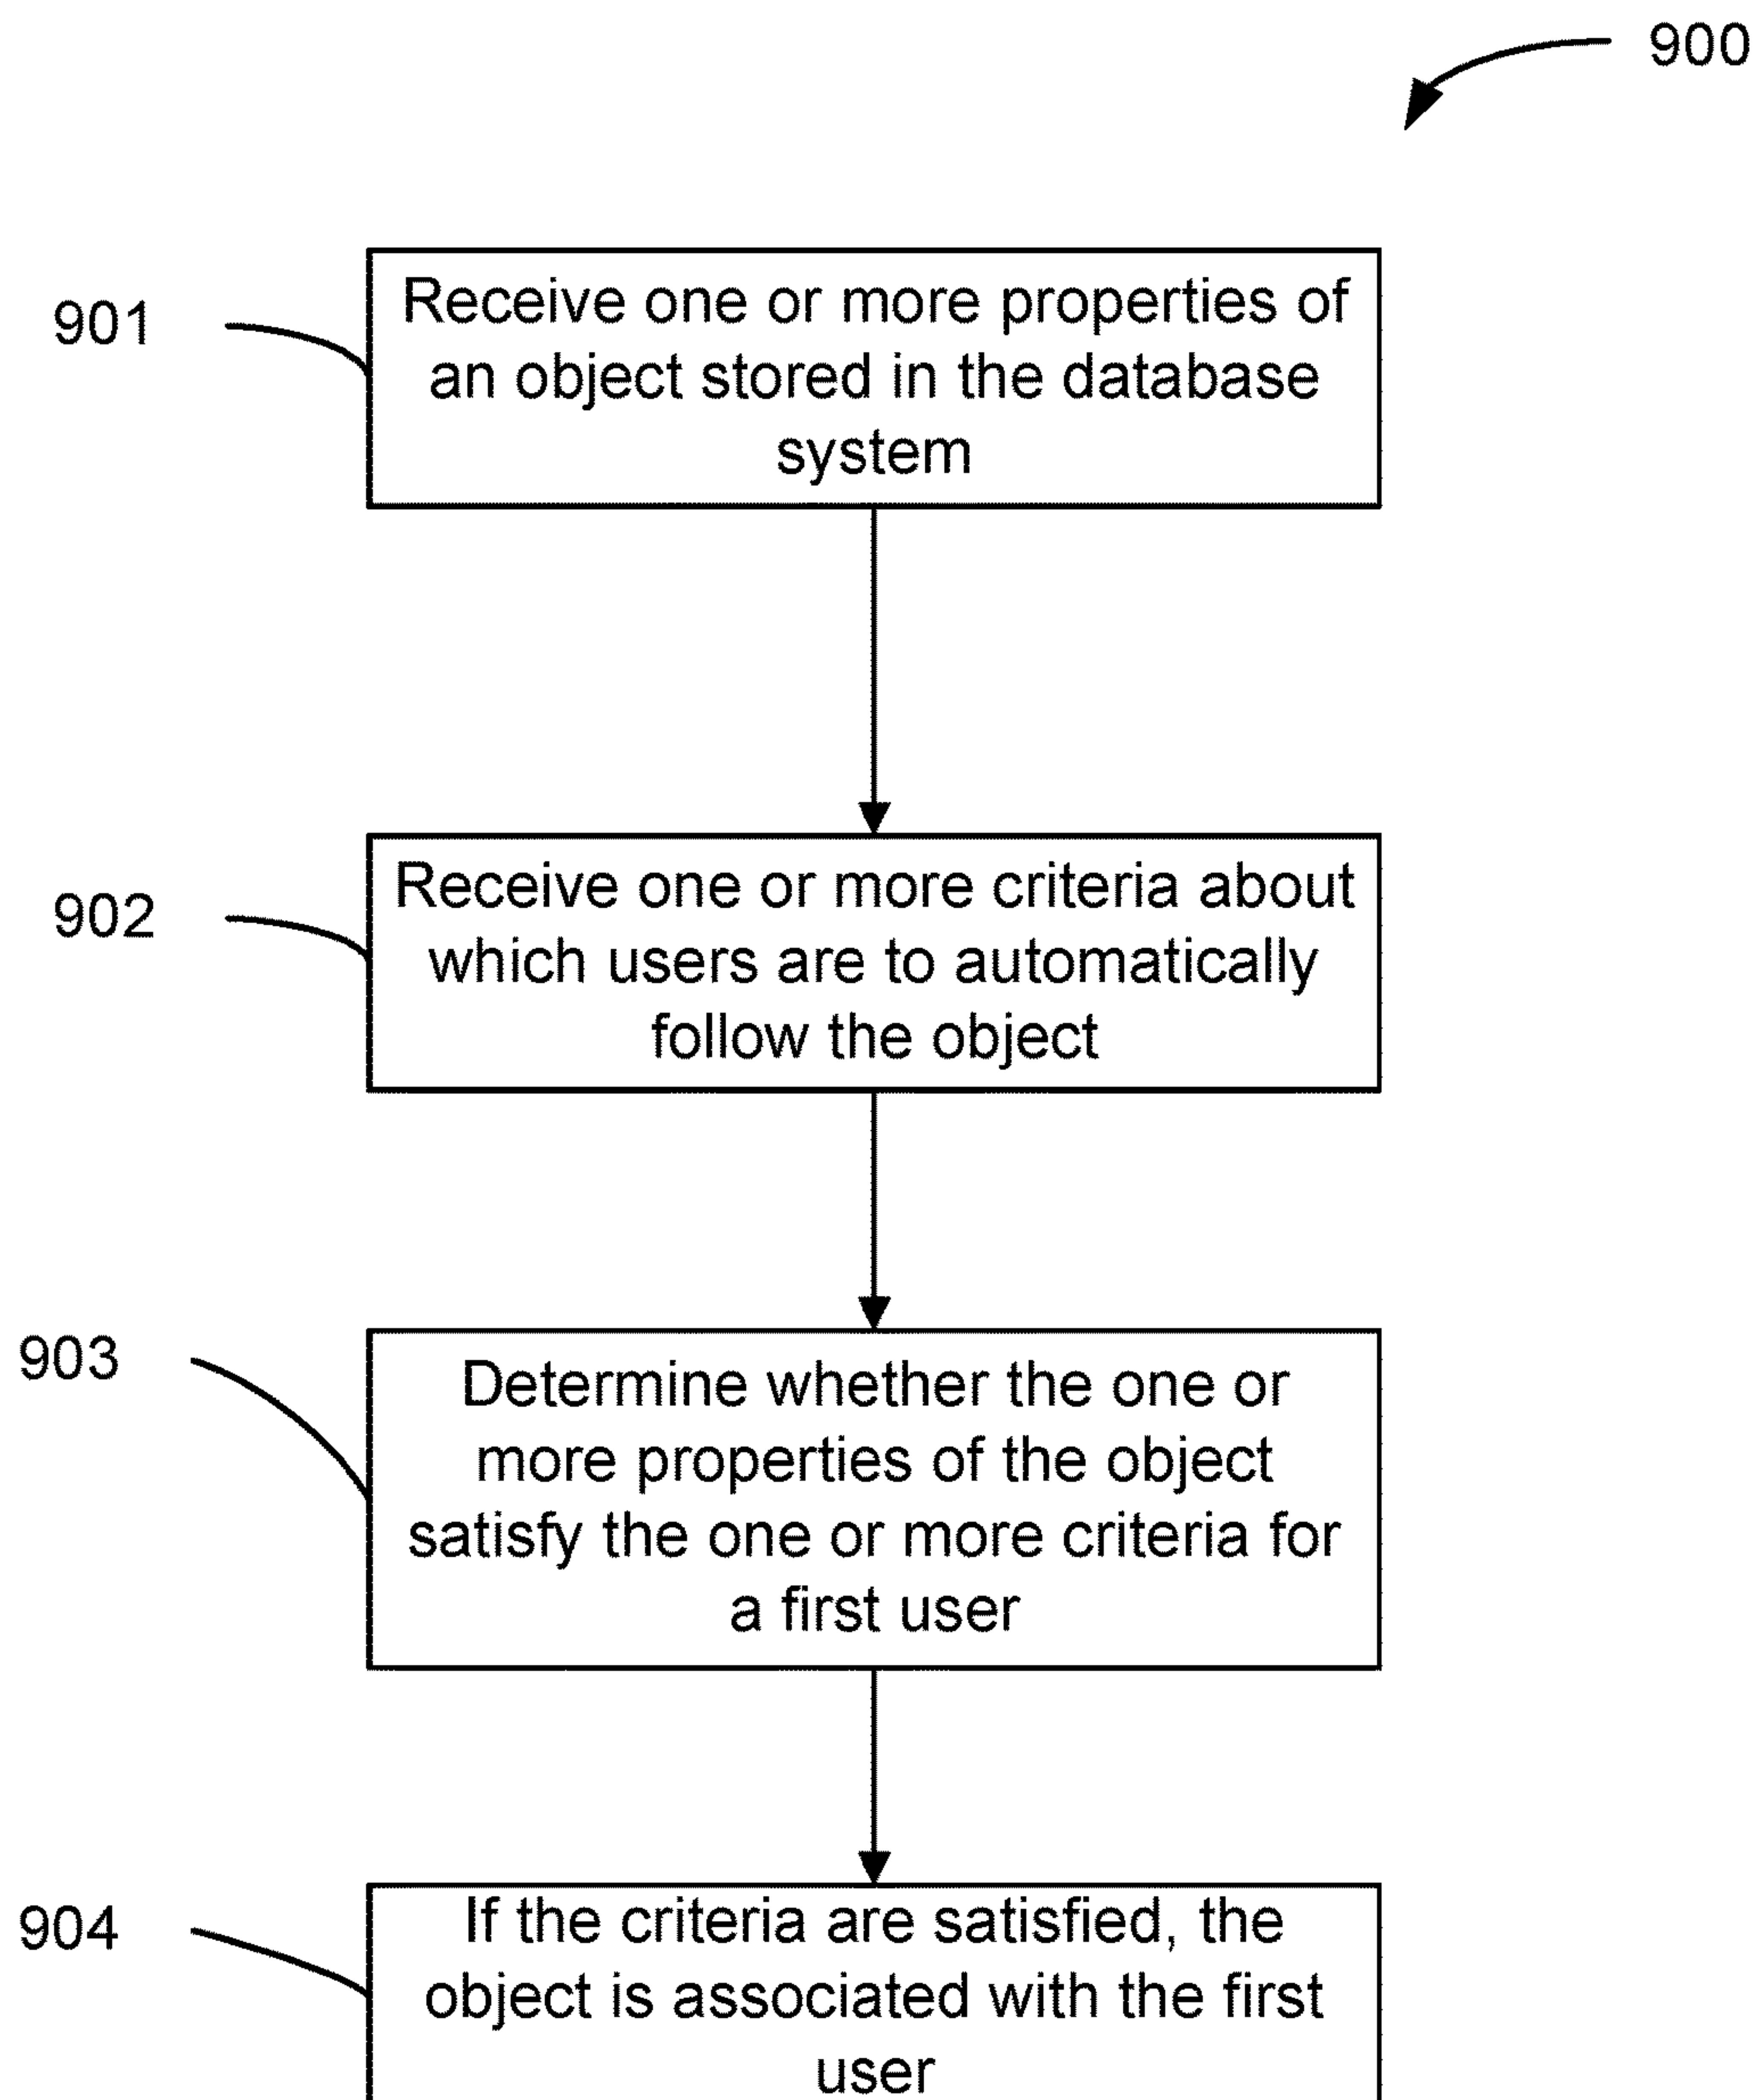 900
901
Receive one or more properties of
an object stored in the database
system
902
Receive one or more criteria about
which users are to automatically
follow the object
903
Determine whether the one or
more properties of the object
satisfy the one or more criteria for
a first user
904
If the criteria are satisfied, the
object is associated with the first
user